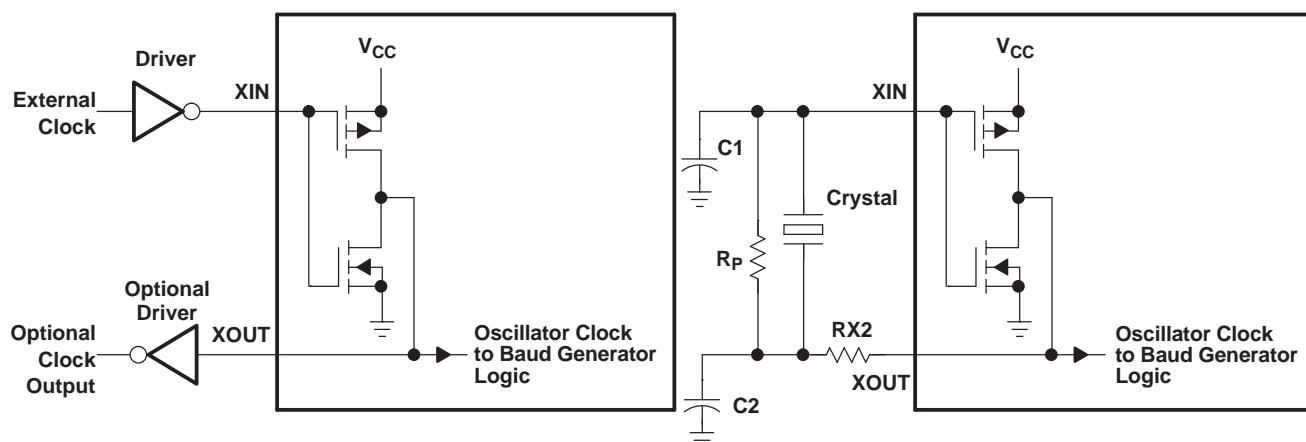 Driver
External
Clock
XIN
VCC
Optional
Driver
Optional
Clock
Output
XOUT
Oscillator Clock
to Baud Generator
Logic
C1
RP
Crystal
C2
RX2
XIN
VCC
XOUT
Oscillator Clock
to Baud Generator
Logic